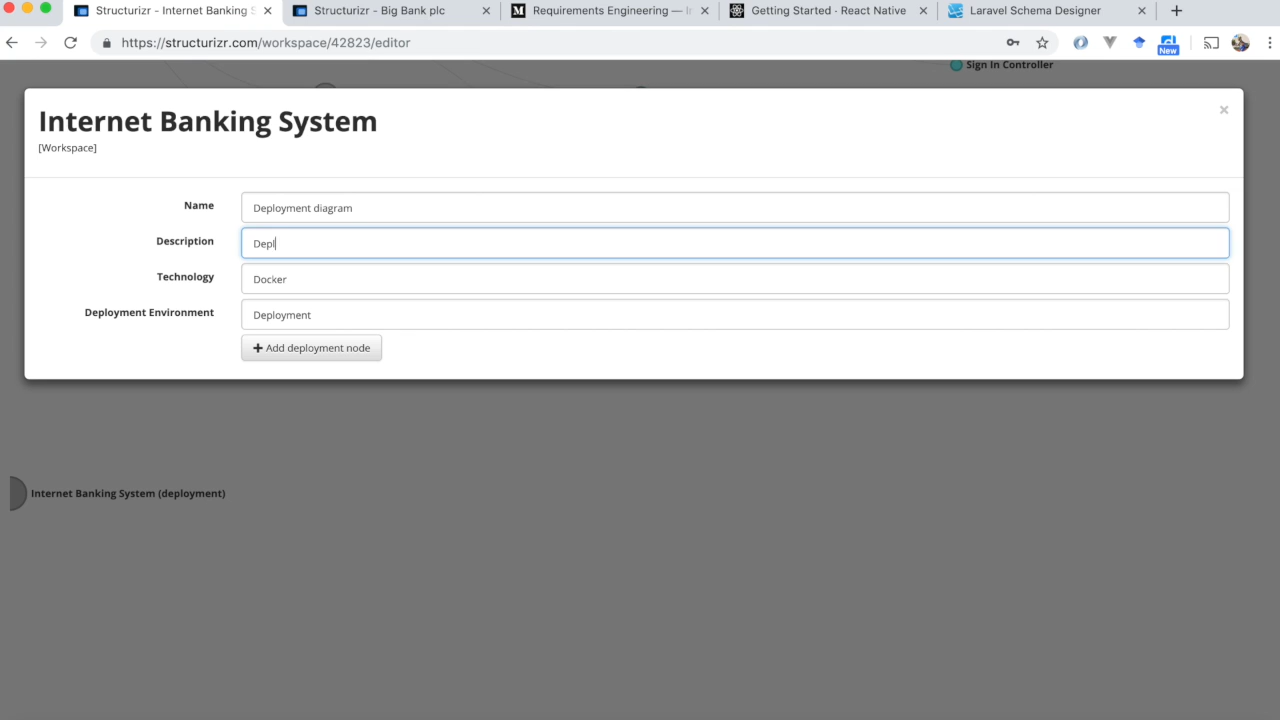 Structurizr - Internet Banking S
Structurizr - Big Bank plc
Requirements Engineering — I
Getting Started · React Native
Laravel Schema Designer
https://structurizr.com/workspace/42823/editor
New
Sign In Controller
Internet Banking System
[Workspace]
Name
Deployment diagram
Description
Depl
Technology
Docker
Deployment Environment
Deployment
Add deployment node
Internet Banking System (deployment)